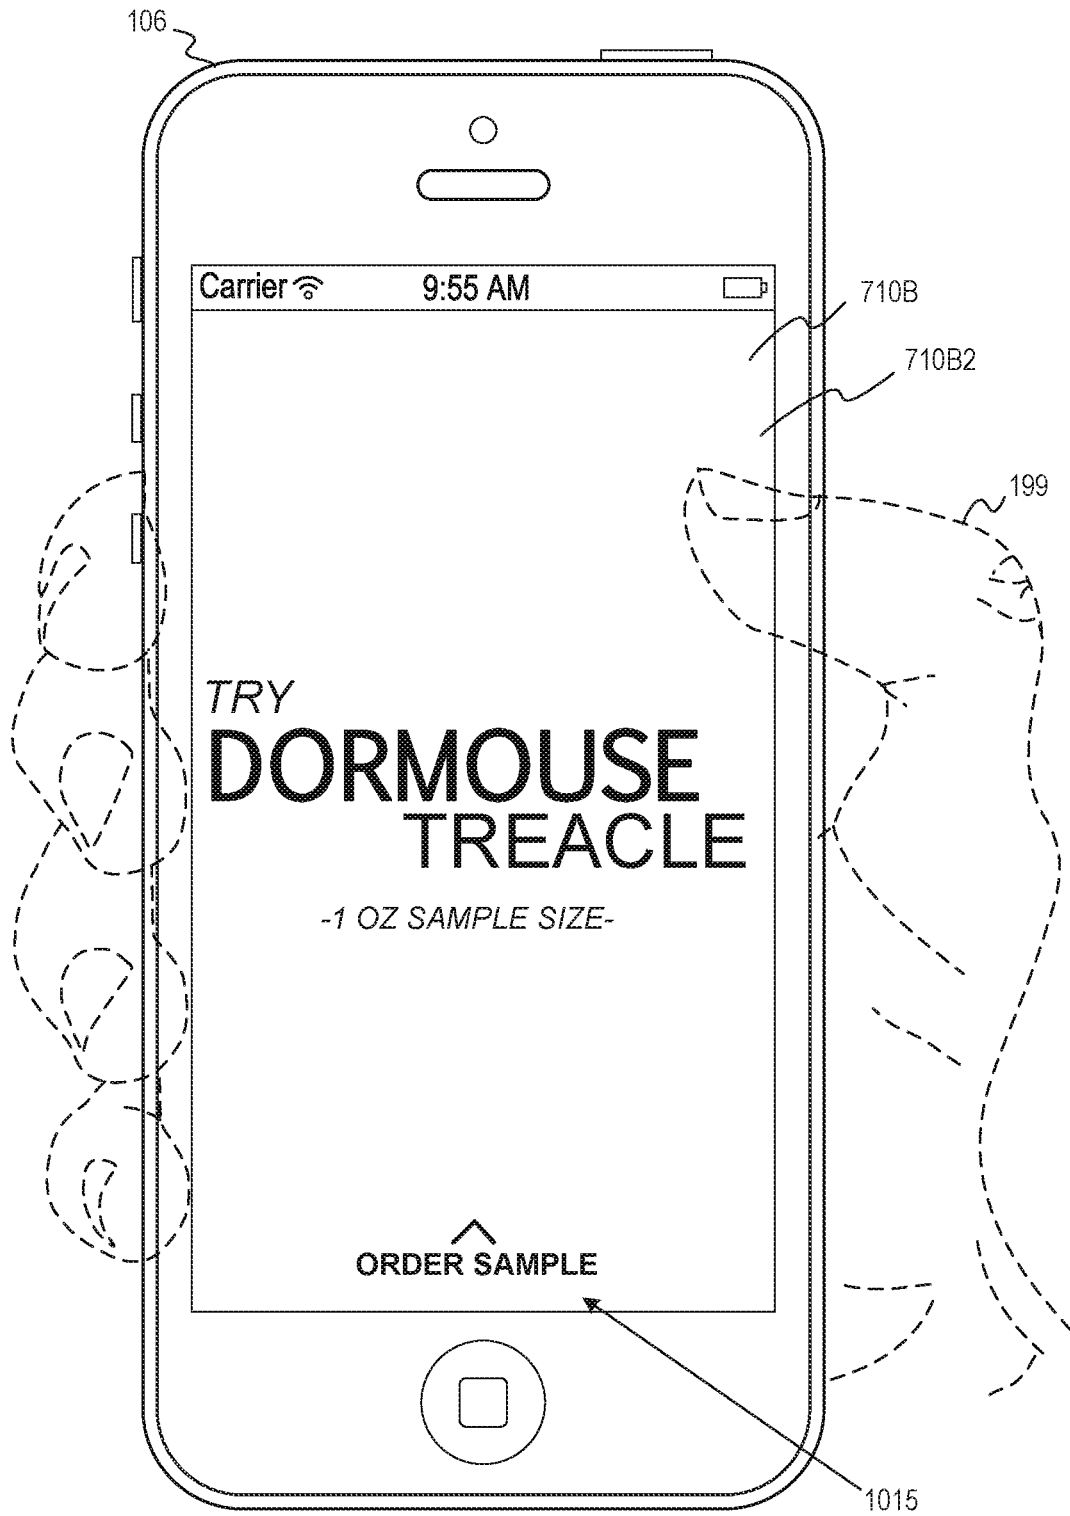 106
Carrier 9:55 AM
710B
710B2
199
TRY
DORMOUSE
TREACLE
-1 OZ SAMPLE SIZE-
ORDER SAMPLE
1015